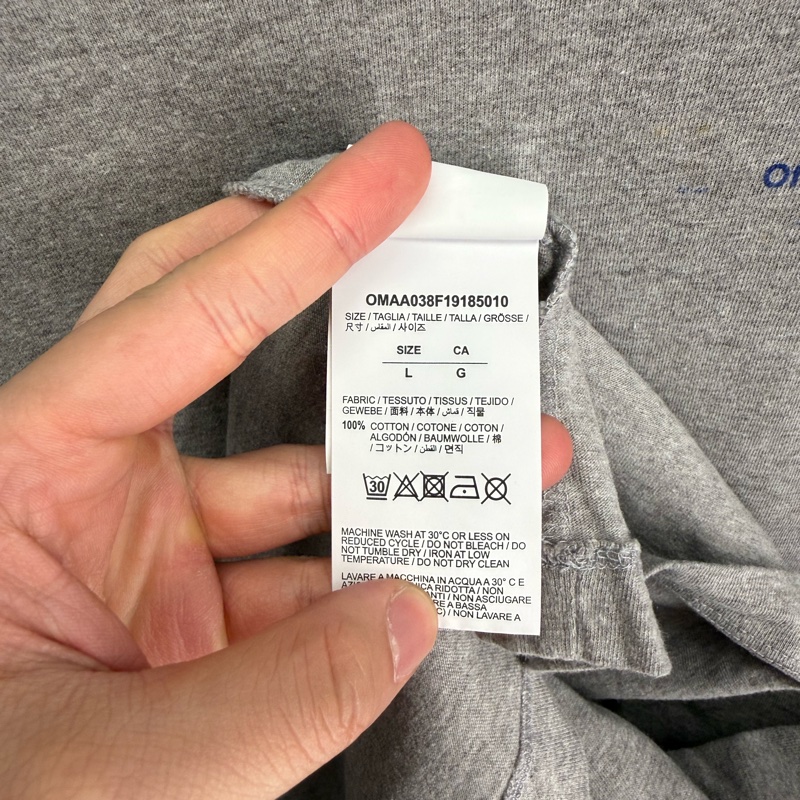 Of
OMAA038F19185010
SIZE / TAGLIA / TAILLE / TALLA / GRÖSSE /
尺寸 / المقاس / 사이즈
SIZE CA
L G
FABRIC / TESSUTO / TISSUS / TEJIDO /
GEWEBE / 面料 / 本体 / قماش / 직물
100% COTTON / COTONE / COTON /
ALGODÓN / BAUMWOLLE / 棉
/ コットン / القطن / 면직
30
MACHINE WASH AT 30°C OR LESS ON
REDUCED CYCLE / DO NOT BLEACH / DO
NOT TUMBLE DRY / IRON AT LOW
TEMPERATURE / DO NOT DRY CLEAN
LAVARE A MACCHINA IN ACQUA A 30° C E
RIDOTTA / NON
NON ASCIUGARE
A BASSA
C) / NON LAVARE A